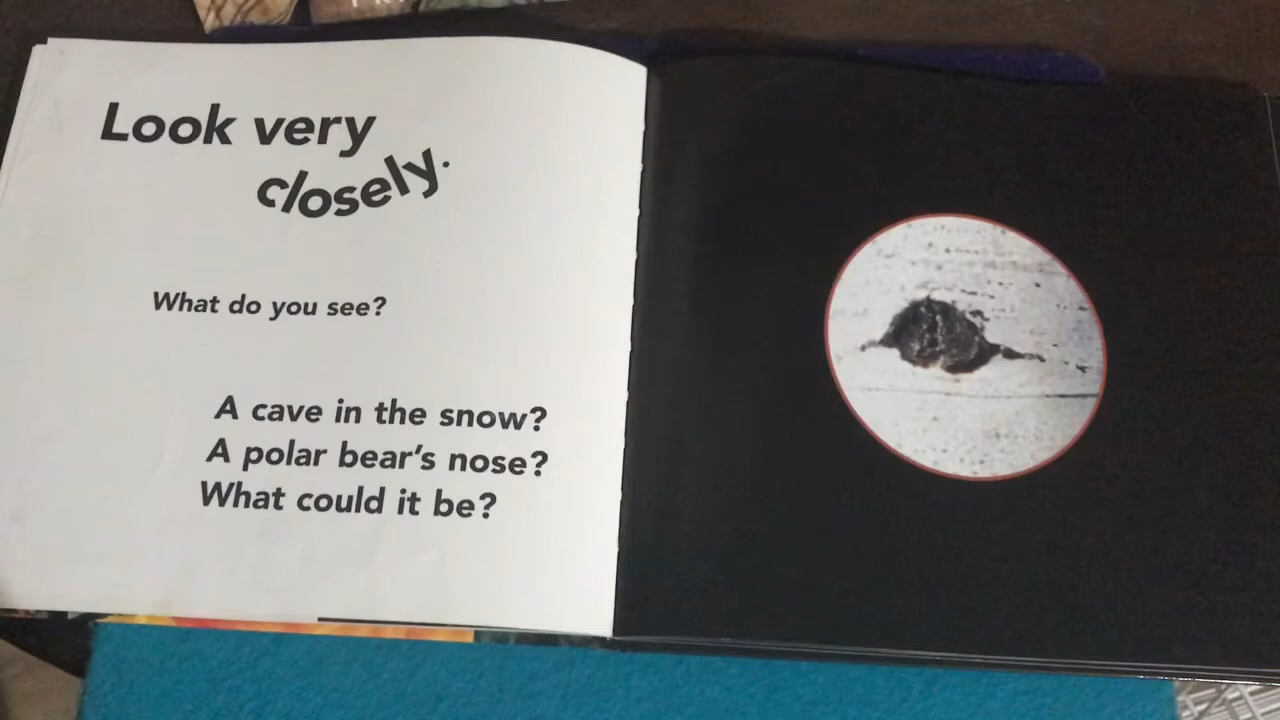 Look very
closely.
What do you see?
A cave in the snow?
A polar bear's nose?
What could it be?